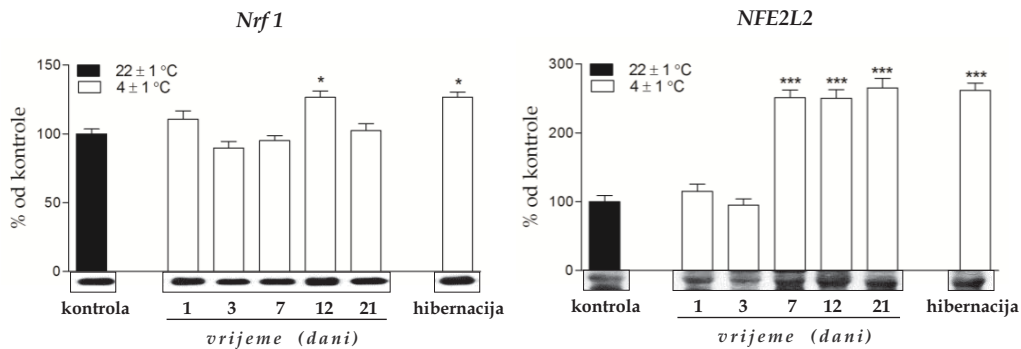 Nrf 1
150
100
50
0
% od kontrole
22 ± 1 °C
4 ± 1 °C
*
*
kontrola
1 3 7 12 21
hibernacija
vrijeme (dani)
NFE2L2
300
200
100
0
% od kontrole
22 ± 1 °C
4 ± 1 °C
*** *** *** ***
kontrola
1 3 7 12 21
hibernacija
vrijeme (dani)